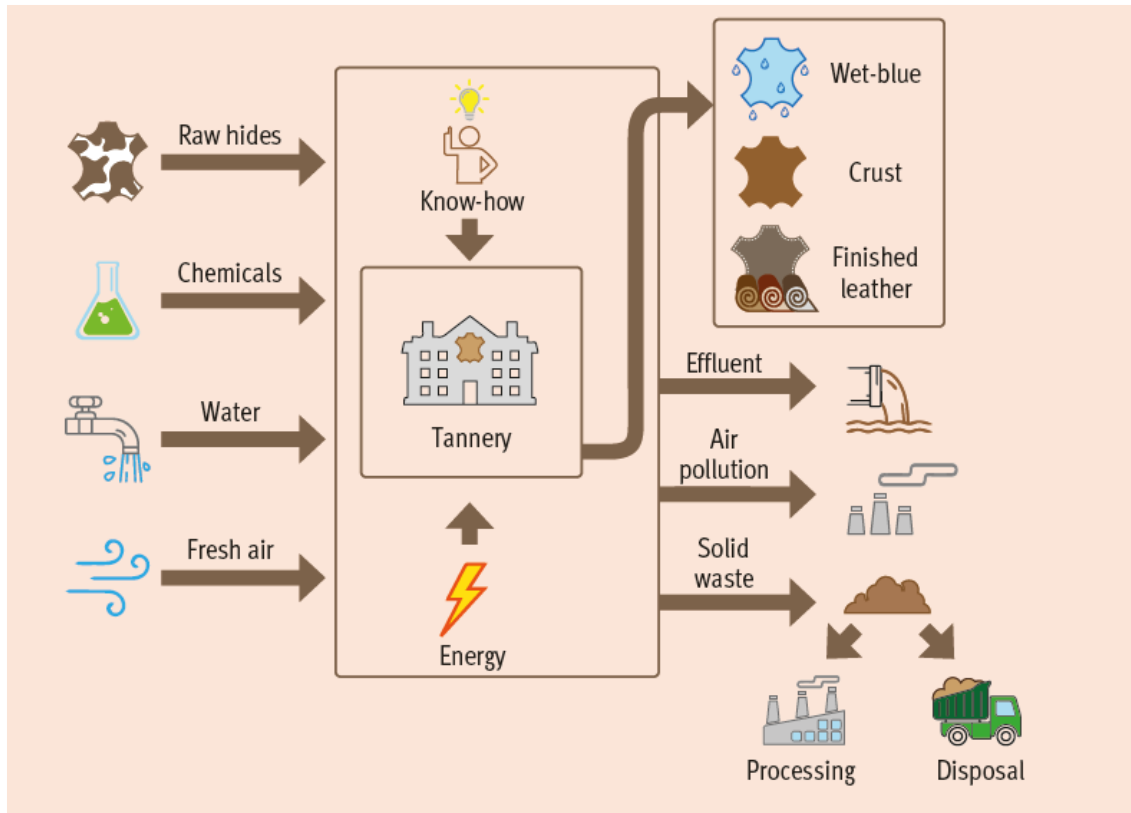 Raw hides
Chemicals
Water
Fresh air
Know-how
Tannery
Energy
Wet-blue
Crust
Finished
leather
Effluent
Air
pollution
Solid
waste
Processing
Disposal